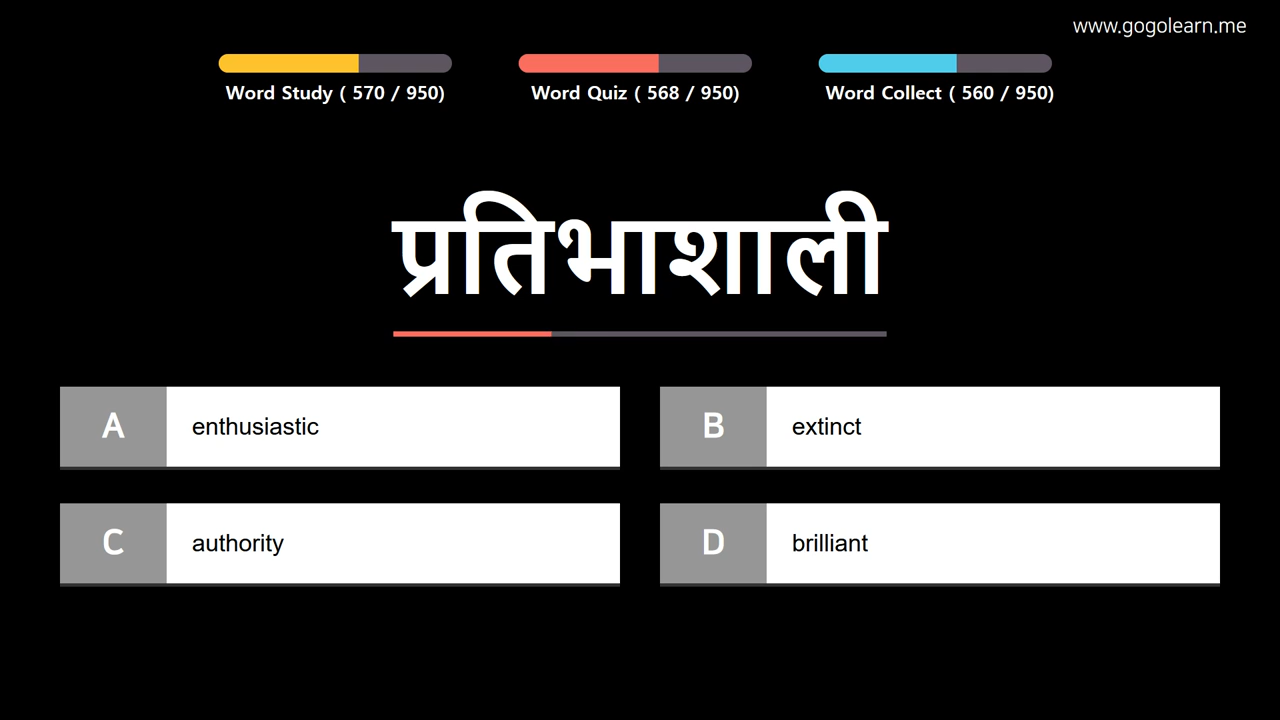 www.gogolearn.me
Word Study ( 570 / 950)
Word Quiz ( 568 / 950)
Word Collect ( 560 / 950)
प्रतिभाशाली
A enthusiastic
B extinct
C authority
D brilliant